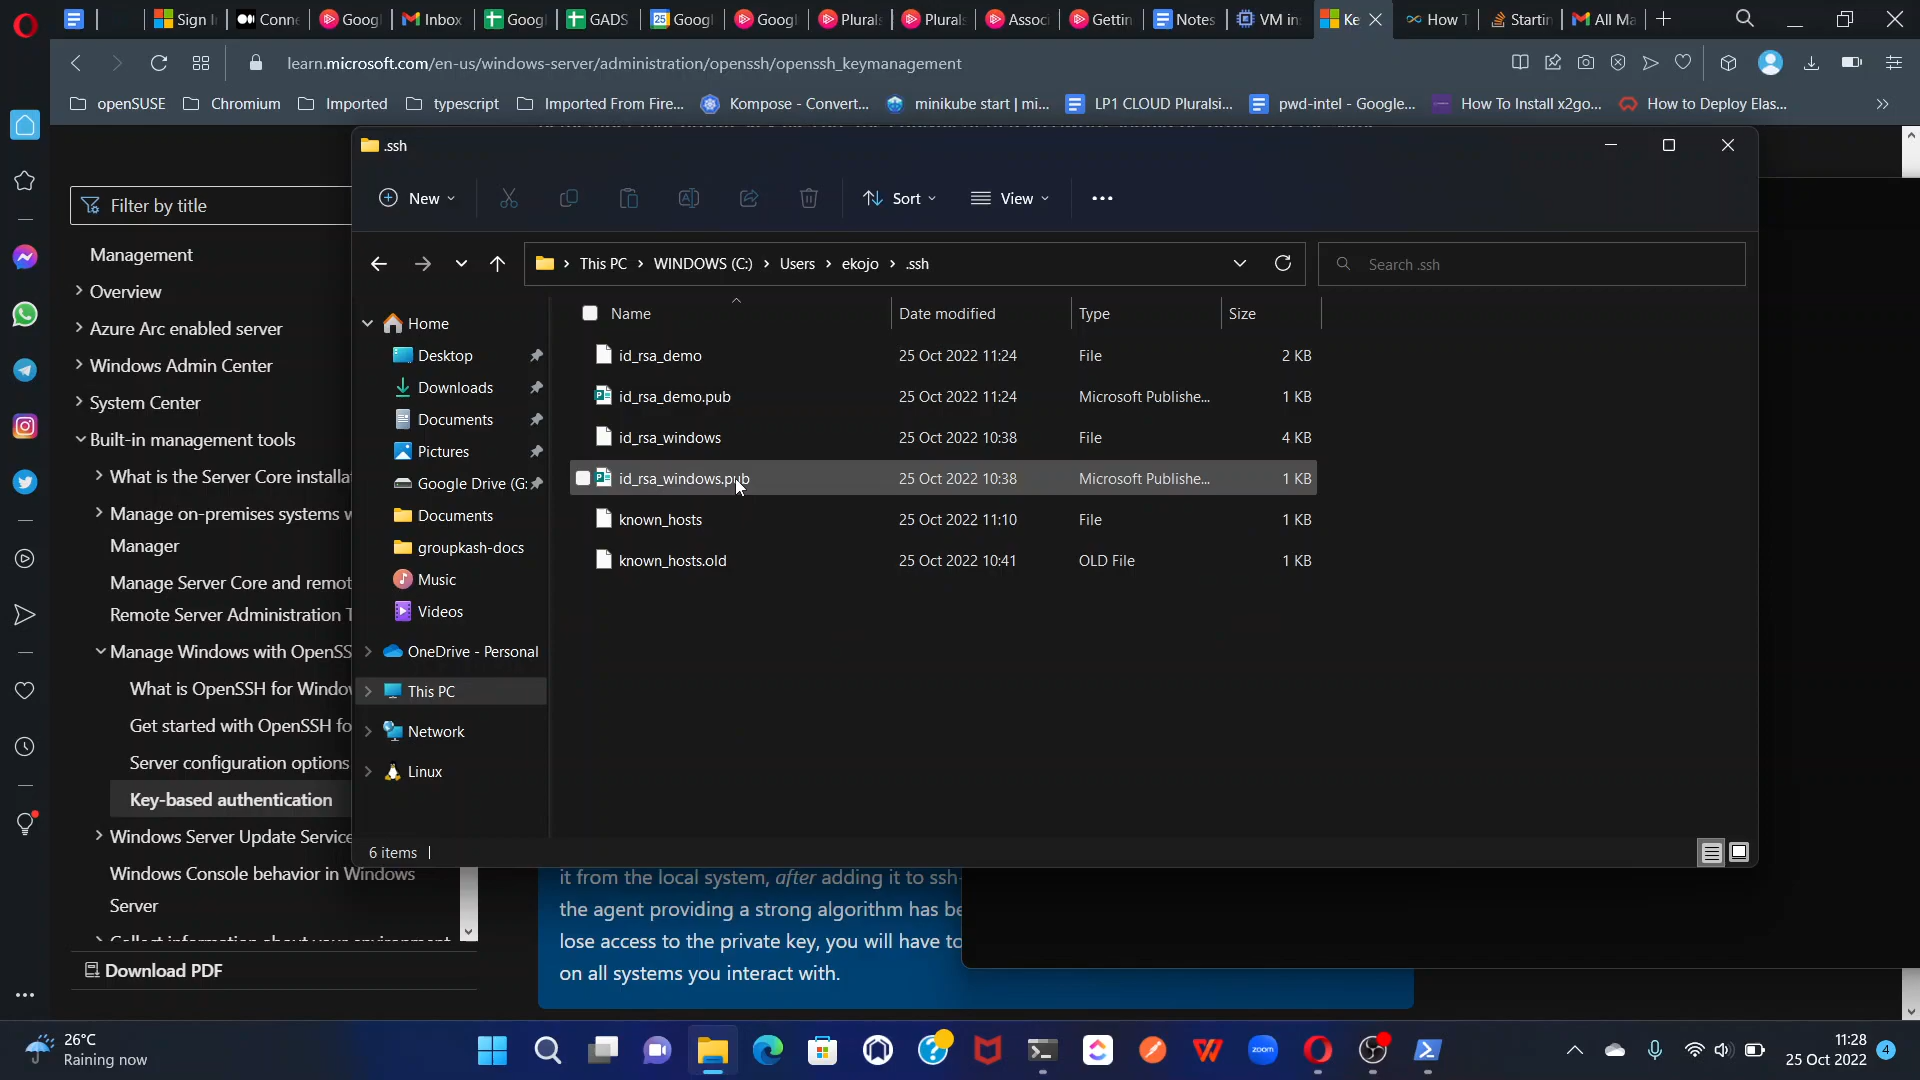 Sign I
Conne
Googl
Inbox
Googl
GADS
Googl
Googl
Plurals
Plurals
Associ
Gettin
Notes
VM in
Ke
How T
Startin
All Ma
learn.microsoft.com/en-us/windows-server/administration/openssh/openssh_keymanagement
openSUSE
Chromium
Imported
typescript
Imported From Fire...
Kompose - Convert...
minikube start | mi...
LP1 CLOUD Pluralsi...
pwd-intel - Google...
How To Install x2go...
How to Deploy Elas...
.ssh
New
Sort
View
This PC
WINDOWS (C:)
Users
ekojo
.ssh
Search .ssh
Filter by title
Management
Overview
Azure Arc enabled server
Windows Admin Center
System Center
Built-in management tools
What is the Server Core installa
Manage on-premises systems w
Manager
Manage Server Core and remot
Remote Server Administration T
Manage Windows with OpenSS
What is OpenSSH for Window
Get started with OpenSSH fo
Server configuration options
Key-based authentication
Windows Server Update Service
Windows Console behavior in Windows
Server
Download PDF
Home
Desktop
Downloads
Documents
Pictures
Google Drive (G:
Documents
groupkash-docs
Music
Videos
OneDrive - Personal
This PC
Network
Linux
Name Date modified Type Size
id_rsa_demo 25 Oct 2022 11:24 File 2 KB
id_rsa_demo.pub 25 Oct 2022 11:24 Microsoft Publishe... 1 KB
id_rsa_windows 25 Oct 2022 10:38 File 4 KB
id_rsa_windows.pub 25 Oct 2022 10:38 Microsoft Publishe... 1 KB
known_hosts 25 Oct 2022 11:10 File 1 KB
known_hosts.old 25 Oct 2022 10:41 OLD File 1 KB
6 items
it from the local system, after adding it to ssh-
the agent providing a strong algorithm has be
lose access to the private key, you will have to
on all systems you interact with.
26°C
Raining now
zoom
11:28
25 Oct 2022
4